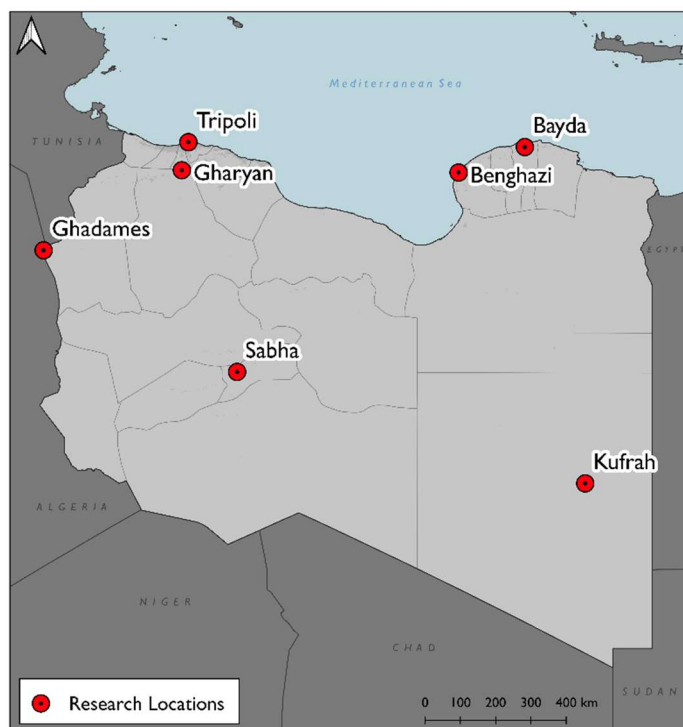 Mediterranean Sea
TUNISIA
Tripoli
Bayda
Gharyan
Benghazi
Ghadames
EGYPT
Sabha
Kufrah
ALGERIA
NIGER
CHAD
SUDAN
Research Locations
0 100 200 300 400 km